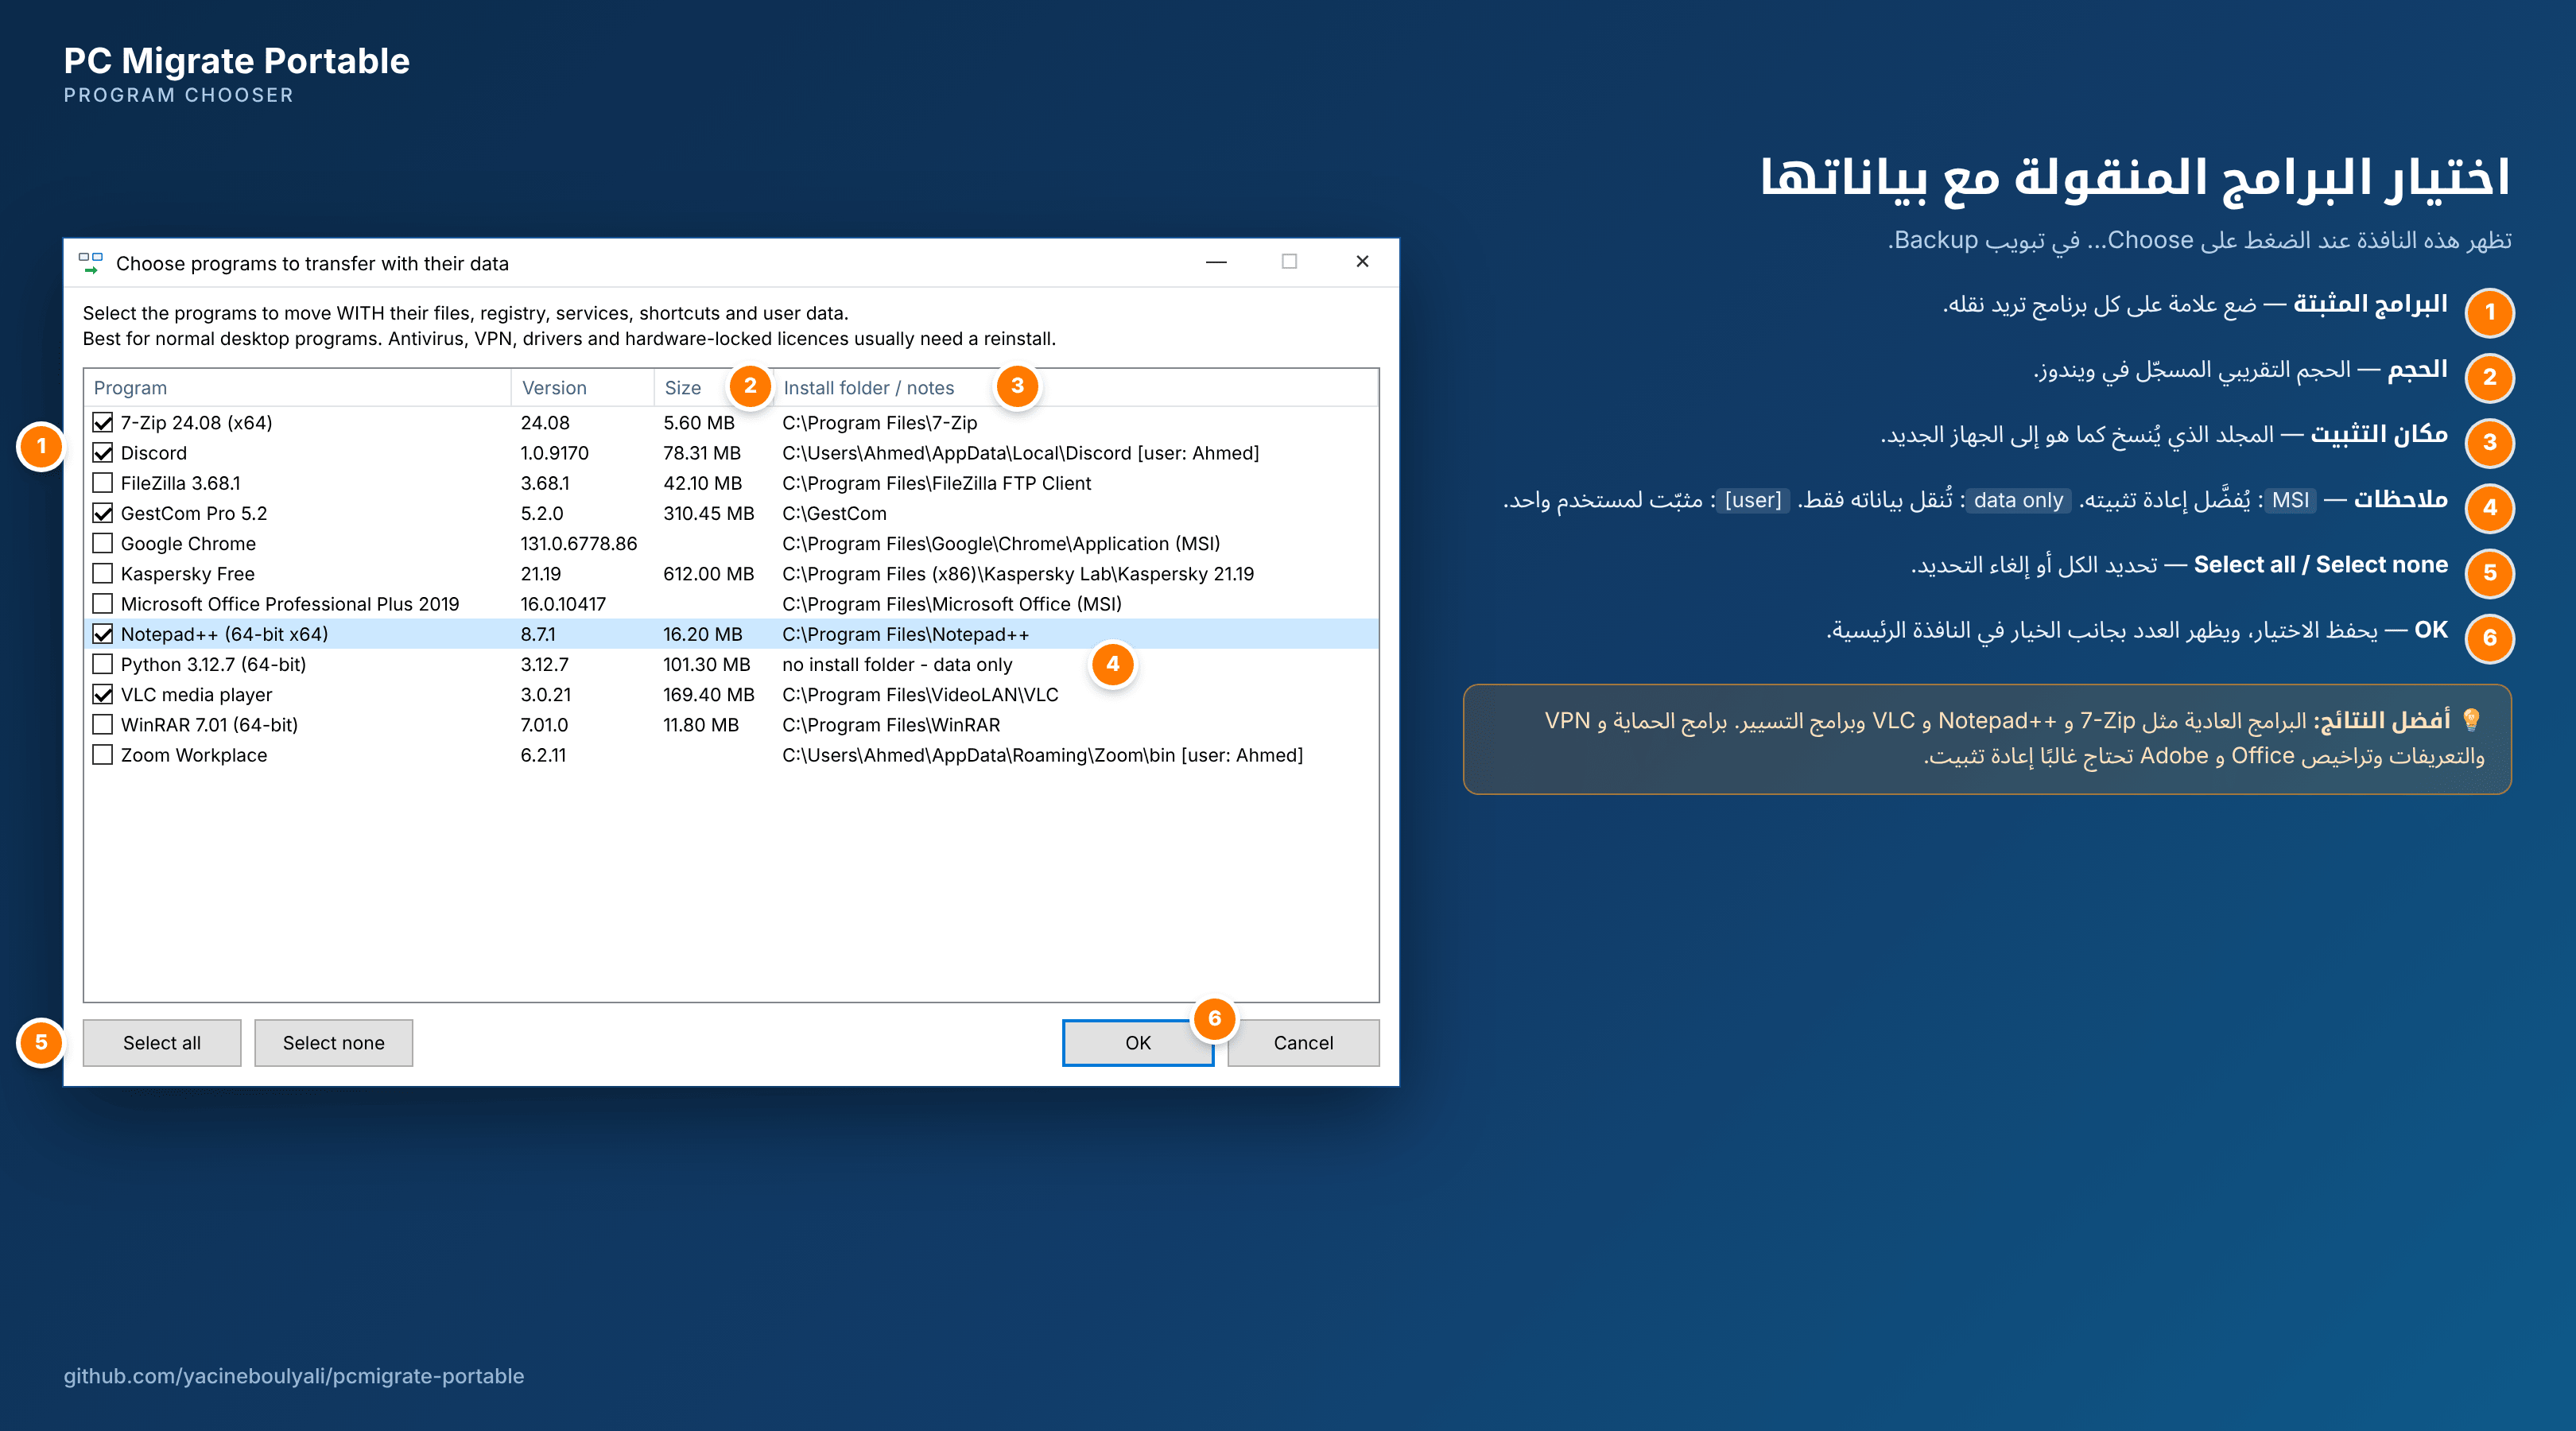 PC Migrate Portable
PROGRAM CHOOSER
Choose programs to transfer with their data
Select the programs to move WITH their files, registry, services, shortcuts and user data.
Best for normal desktop programs. Antivirus, VPN, drivers and hardware-locked licences usually need a reinstall.
Program Version Size 2 Install folder / notes 3
1
7-Zip 24.08 (x64) 24.08 5.60 MB C:\Program Files\7-Zip
Discord 1.0.9170 78.31 MB C:\Users\Ahmed\AppData\Local\Discord [user: Ahmed]
FileZilla 3.68.1 3.68.1 42.10 MB C:\Program Files\FileZilla FTP Client
GestCom Pro 5.2 5.2.0 310.45 MB C:\GestCom
Google Chrome 131.0.6778.86 C:\Program Files\Google\Chrome\Application (MSI)
Kaspersky Free 21.19 612.00 MB C:\Program Files (x86)\Kaspersky Lab\Kaspersky 21.19
Microsoft Office Professional Plus 2019 16.0.10417 C:\Program Files\Microsoft Office (MSI)
Notepad++ (64-bit x64) 8.7.1 16.20 MB C:\Program Files\Notepad++
Python 3.12.7 (64-bit) 3.12.7 101.30 MB no install folder - data only 4
VLC media player 3.0.21 169.40 MB C:\Program Files\VideoLAN\VLC
WinRAR 7.01 (64-bit) 7.01.0 11.80 MB C:\Program Files\WinRAR
Zoom Workplace 6.2.11 C:\Users\Ahmed\AppData\Roaming\Zoom\bin [user: Ahmed]
5 Select all Select none OK 6 Cancel
اختيار البرامج المنقولة مع بياناتها
تظهر هذه النافذة عند الضغط على Choose... في تبويب Backup.
1 البرامج المثبتة — ضع علامة على كل برنامج تريد نقله.
2 الحجم — الحجم التقريبي المسجّل في ويندوز.
3 مكان التثبيت — المجلد الذي يُنسخ كما هو إلى الجهاز الجديد.
4 ملاحظات — MSI: يُفضَّل إعادة تثبيته. data only: تُنقل بياناته فقط. [user]: مثبّت لمستخدم واحد.
5 Select all / Select none — تحديد الكل أو إلغاء التحديد.
6 OK — يحفظ الاختيار، ويظهر العدد بجانب الخيار في النافذة الرئيسية.
💡 أفضل النتائج: البرامج العادية مثل 7-Zip و Notepad++ و VLC وبرامج التسيير. برامج الحماية و VPN
والتعريفات وتراخيص Office و Adobe تحتاج غالبًا إعادة تثبيت.
github.com/yacineboulyali/pcmigrate-portable